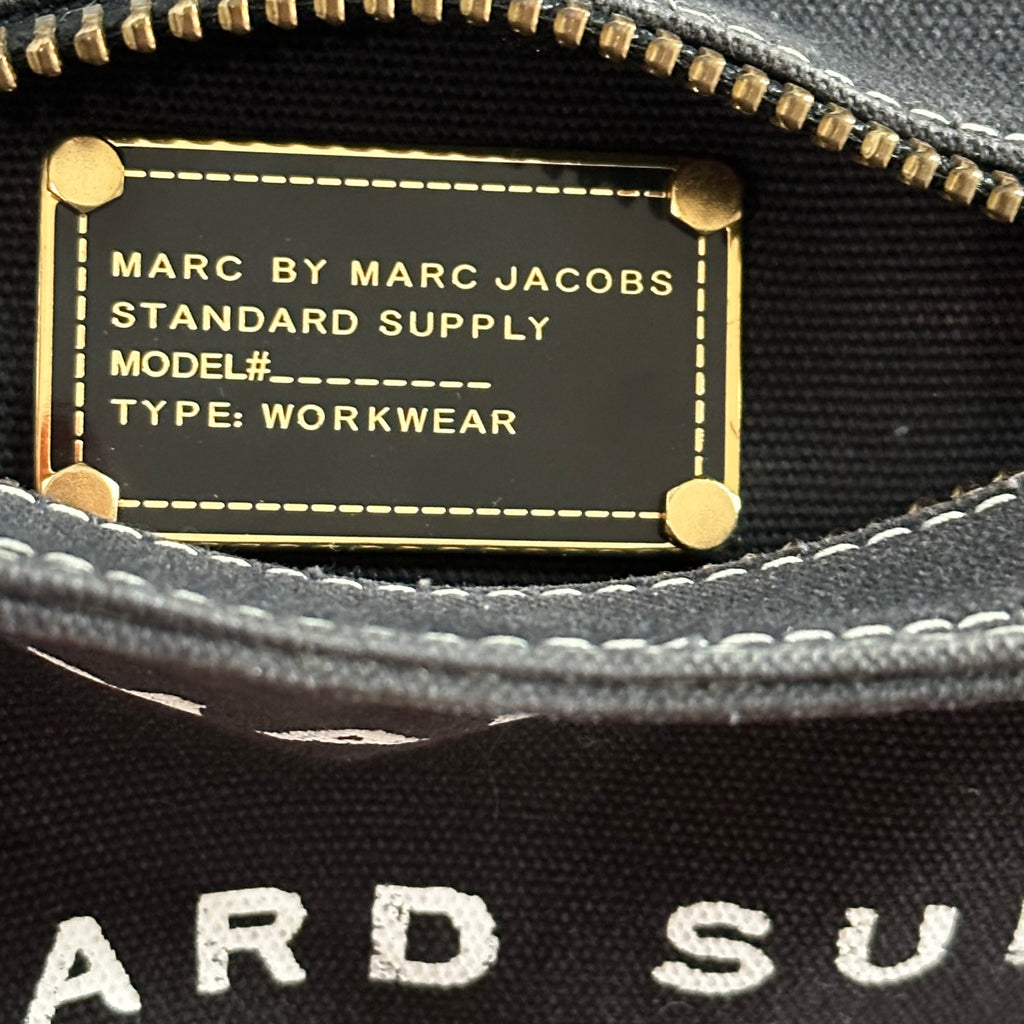 MARC BY MARC JACOBS
STANDARD SUPPLY
MODEL#_________
TYPE: WORKWEAR
ARD SU